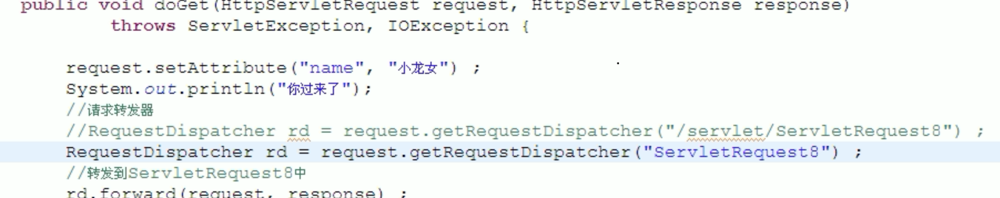 public void doGet(HttpServletRequest request, HttpServletResponse response)
throws ServletException, IOException {
request.setAttribute("name", "小龙女") ;
System.out.println("你过来了");
//请求转发器
//RequestDispatcher rd = request.getRequestDispatcher("/servlet/ServletRequest8") ;
RequestDispatcher rd = request.getRequestDispatcher("ServletRequest8") ;
//转发到ServletRequest8中
rd.forward(request, response) ;